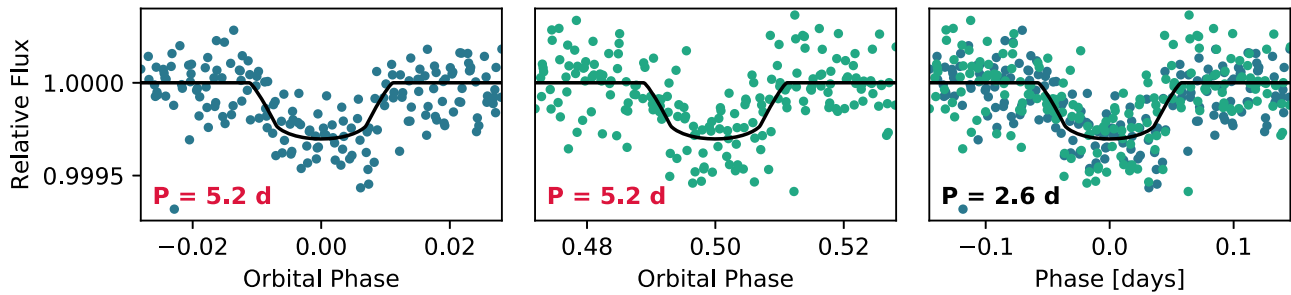 Relative Flux
1.0000
0.9995
P = 5.2 d
−0.02 0.00 0.02
Orbital Phase
P = 5.2 d
0.48 0.50 0.52
Orbital Phase
P = 2.6 d
−0.1 0.0 0.1
Phase [days]